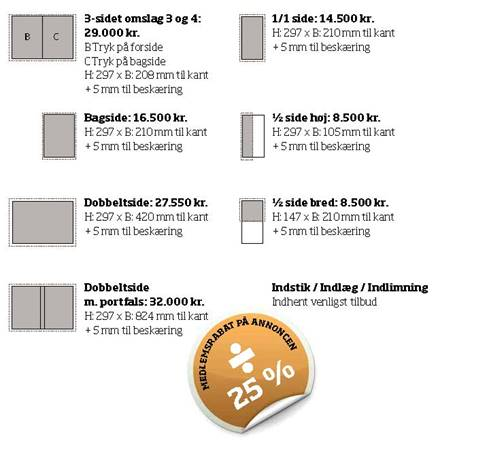 B
C
3-sidet omslag 3 og 4:
29.000 kr.
B Tryk på forside
C Tryk på bagside
H: 297 x B: 208 mm til kant
+ 5 mm til beskæring
1/1 side: 14.500 kr.
H: 297 x B: 210 mm til kant
+ 5 mm til beskæring
Bagside: 16.500 kr.
H: 297 x B: 210 mm til kant
+ 5 mm til beskæring
½ side høj: 8.500 kr.
H: 297 x B: 105 mm til kant
+ 5 mm til beskæring
Dobbeltside: 27.550 kr.
H: 297 x B: 420 mm til kant
+ 5 mm til beskæring
½ side bred: 8.500 kr.
H: 147 x B: 210 mm til kant
+ 5 mm til beskæring
Dobbeltside
m. portfals: 32.000 kr.
H: 297 x B: 824 mm til kant
+ 5 mm til beskæring
Indstik / Indlæg / Indlimning
Indhent venligst tilbud
MEDLEMSRABAT PÅ ANNONCEN
÷
25 %